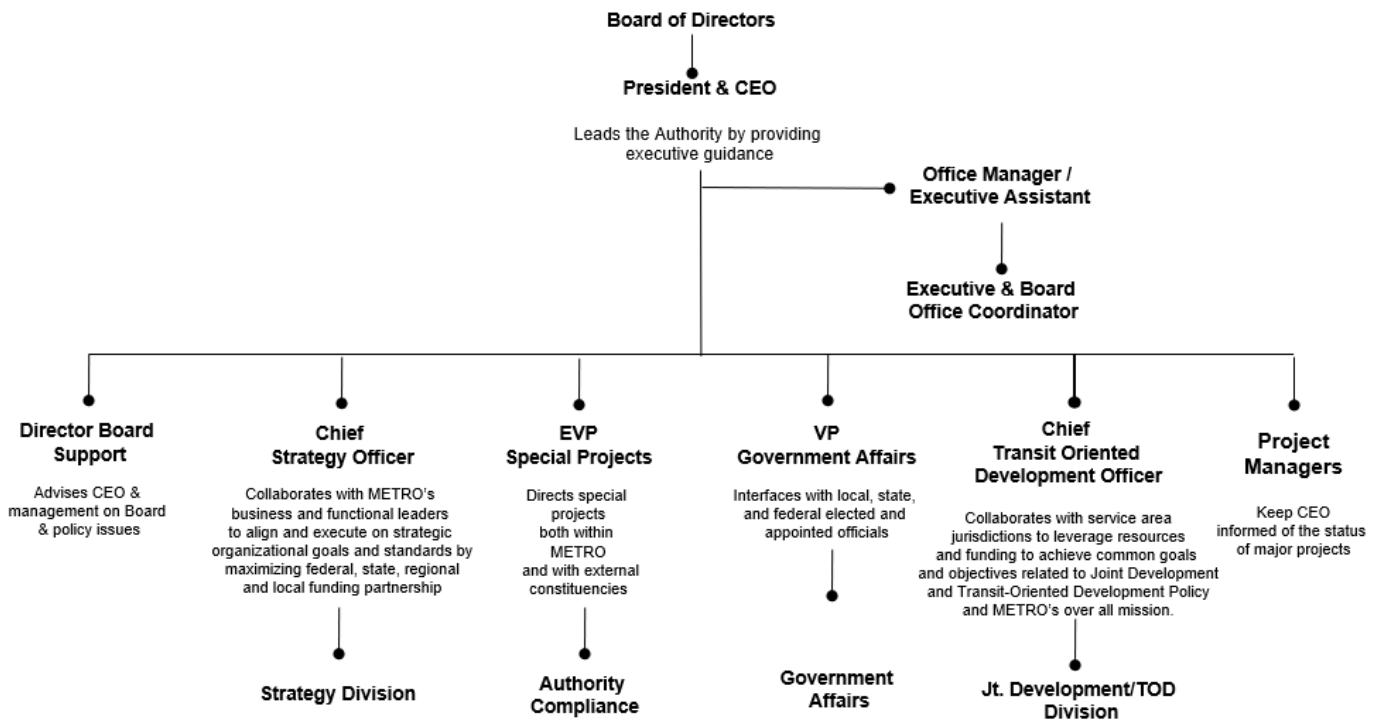 Board of Directors
President & CEO
Leads the Authority by providing
executive guidance
Office Manager /
Executive Assistant
Executive & Board
Office Coordinator
Director Board
Support
Advises CEO &
management on Board
& policy issues
Chief
Strategy Officer
Collaborates with METRO's
business and functional leaders
to align and execute on strategic
organizational goals and standards by
maximizing federal, state, regional
and local funding partnership
Strategy Division
EVP
Special Projects
Directs special
projects
both within
METRO
and with external
constituencies
Authority
Compliance
VP
Government Affairs
Interfaces with local, state,
and federal elected and
appointed officials
Government
Affairs
Chief
Transit Oriented
Development Officer
Collaborates with service area
jurisdictions to leverage resources
and funding to achieve common goals
and objectives related to Joint Development
and Transit-Oriented Development Policy
and METRO's over all mission.
Jt. Development/TOD
Division
Project
Managers
Keep CEO
informed of the status
of major projects